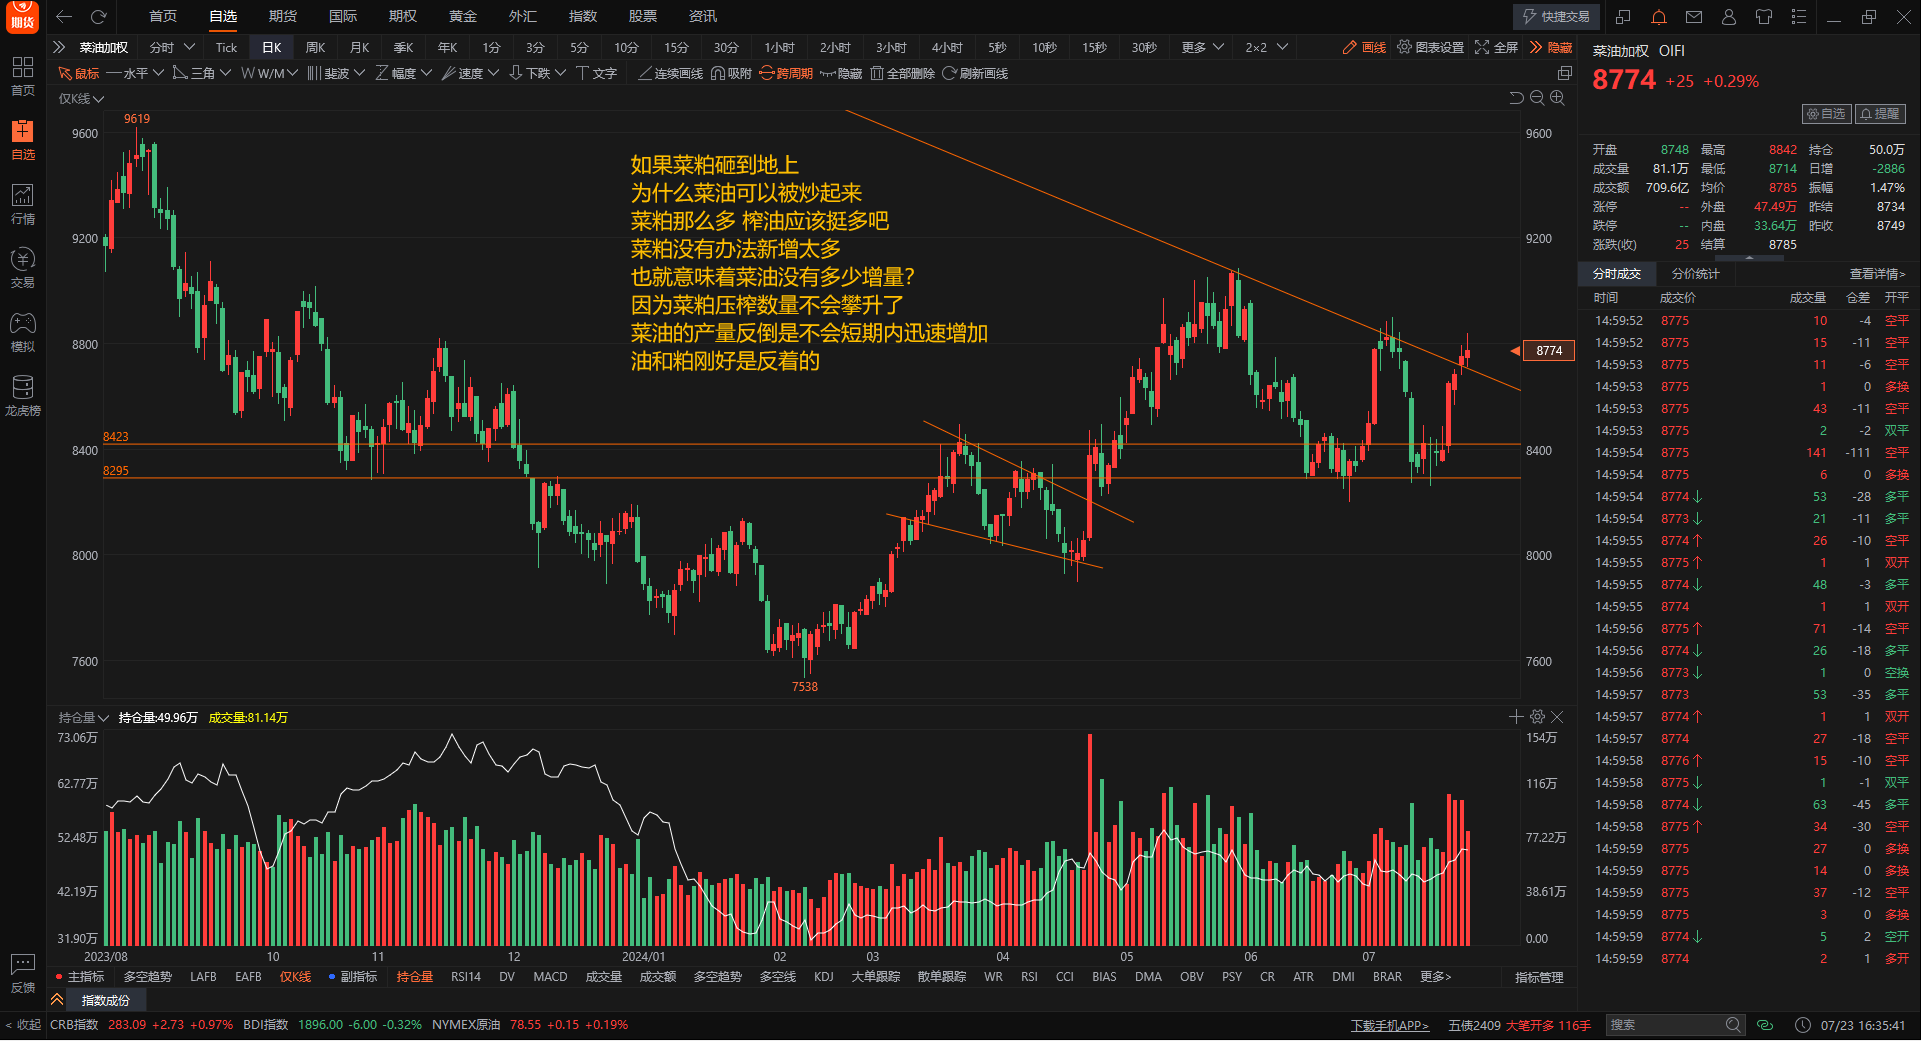 期货
首页 自选 期货 国际 期权 黄金 外汇 指数 股票 资讯
快捷交易
菜油加权 分时 Tick 日K 周K 月K 季K 年K 1分 3分 5分 10分 15分 30分 1小时 2小时 3小时 4小时 5秒 10秒 15秒 30秒 更多 2×2 画线 图表设置 全屏 隐藏
鼠标 水平 三角 W/M 斐波 幅度 速度 下跌 文字 连续画线 吸附 跨周期 隐藏 全部删除 刷新画线
首页
自选
行情
交易
模拟
龙虎榜
反馈
< 收起
仅K线
9619
9600 9600
9200 9200
8800 8800
8774
8423
8400 8400
8295
8000 8000
7600 7600
7538
如果菜粕砸到地上
为什么菜油可以被炒起来
菜粕那么多 榨油应该挺多吧
菜粕没有办法新增太多
也就意味着菜油没有多少增量?
因为菜粕压榨数量不会攀升了
菜油的产量反倒是不会短期内迅速增加
油和粕刚好是反着的
持仓量 持仓量:49.96万 成交量:81.14万
73.06万 154万
62.77万 116万
52.48万 77.22万
42.19万 38.61万
31.90万 0.00
2023/08 10 11 12 2024/01 02 03 04 05 06 07
主指标 多空趋势 LAFB EAFB 仅K线 副指标 持仓量 RSI14 DV MACD 成交量 成交额 多空趋势 多空线 KDJ 大单跟踪 散单跟踪 WR RSI CCI BIAS DMA OBV PSY CR ATR DMI BRAR 更多> 指标管理
指数成份
CRB指数 283.09 +2.73 +0.97% BDI指数 1896.00 -6.00 -0.32% NYMEX原油 78.55 +0.15 +0.19%
下载手机APP> 五债2409 大笔开多 116手 搜索 07/23 16:35:41
菜油加权 OIFI
8774 +25 +0.29%
自选 提醒
开盘 8748 最高 8842 持仓 50.0万
成交量 81.1万 最低 8714 日增 -2886
成交额 709.6亿 均价 8785 振幅 1.47%
涨停 -- 外盘 47.49万 昨结 8734
跌停 -- 内盘 33.64万 昨收 8749
涨跌(收) 25 结算 8785
分时成交 分价统计 查看详情>
时间 成交价 成交量 仓差 开平
14:59:52 8775 10 -4 空平
14:59:52 8775 15 -11 空平
14:59:53 8775 11 -6 空平
14:59:53 8775 1 0 多换
14:59:53 8775 43 -11 空平
14:59:53 8775 2 -2 双平
14:59:54 8775 141 -111 空平
14:59:54 8775 6 0 多换
14:59:54 8774↓ 53 -28 多平
14:59:54 8773↓ 21 -11 多平
14:59:55 8774↑ 26 -10 空平
14:59:55 8775↑ 1 1 双开
14:59:55 8774↓ 48 -3 多平
14:59:55 8774 1 1 双开
14:59:56 8775↑ 71 -14 空平
14:59:56 8774↓ 26 -18 多平
14:59:56 8773↓ 1 0 空换
14:59:57 8773 53 -35 多平
14:59:57 8774↑ 1 1 双开
14:59:57 8774 27 -18 空平
14:59:58 8776↑ 15 -10 空平
14:59:58 8775↓ 1 -1 双平
14:59:58 8774↓ 63 -45 多平
14:59:58 8775↑ 34 -30 空平
14:59:59 8775 27 0 多换
14:59:59 8775 14 0 多换
14:59:59 8775 37 -12 空平
14:59:59 8775 3 0 多换
14:59:59 8774↓ 5 2 空开
14:59:59 8774 2 1 多开